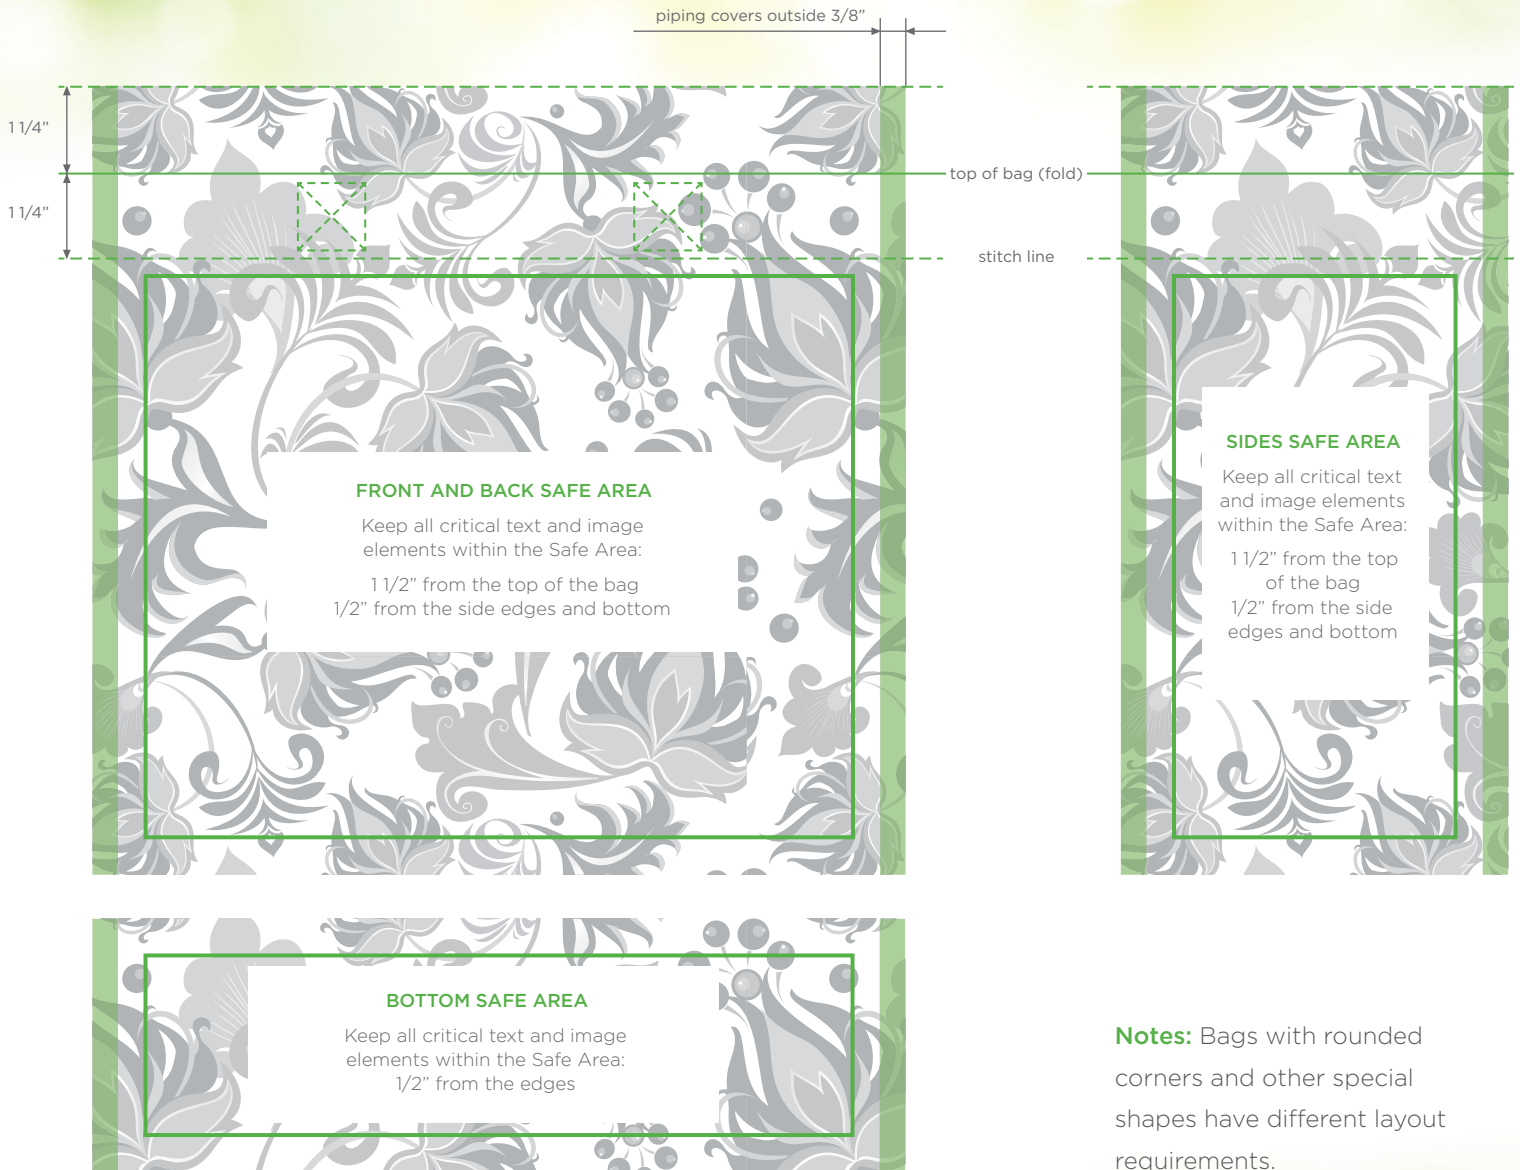 piping covers outside 3/8”
1 1/4”
top of bag (fold)
1 1/4”
stitch line
FRONT AND BACK SAFE AREA
Keep all critical text and image
elements within the Safe Area:
1 1/2” from the top of the bag
1/2” from the side edges and bottom
SIDES SAFE AREA
Keep all critical text
and image elements
within the Safe Area:
1 1/2” from the top
of the bag
1/2” from the side
edges and bottom
BOTTOM SAFE AREA
Keep all critical text and image
elements within the Safe Area:
1/2” from the edges
Notes: Bags with rounded
corners and other special
shapes have different layout
requirements.